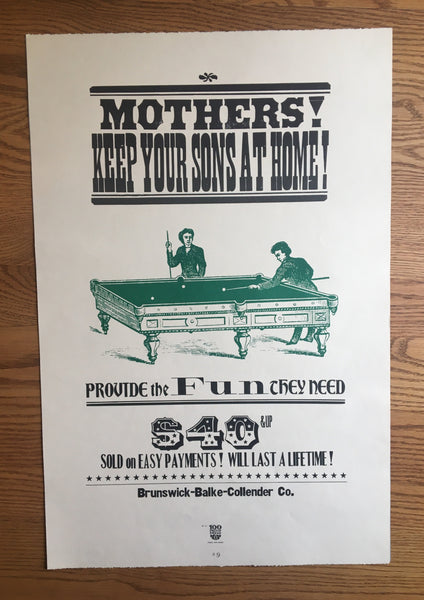 MOTHERS!
KEEP YOUR SONS AT HOME!
PROVIDE the Fun THEY NEED
$40 & UP
SOLD on EASY PAYMENTS! WILL LAST A LIFETIME!
Brunswick-Balke-Collender Co.
100